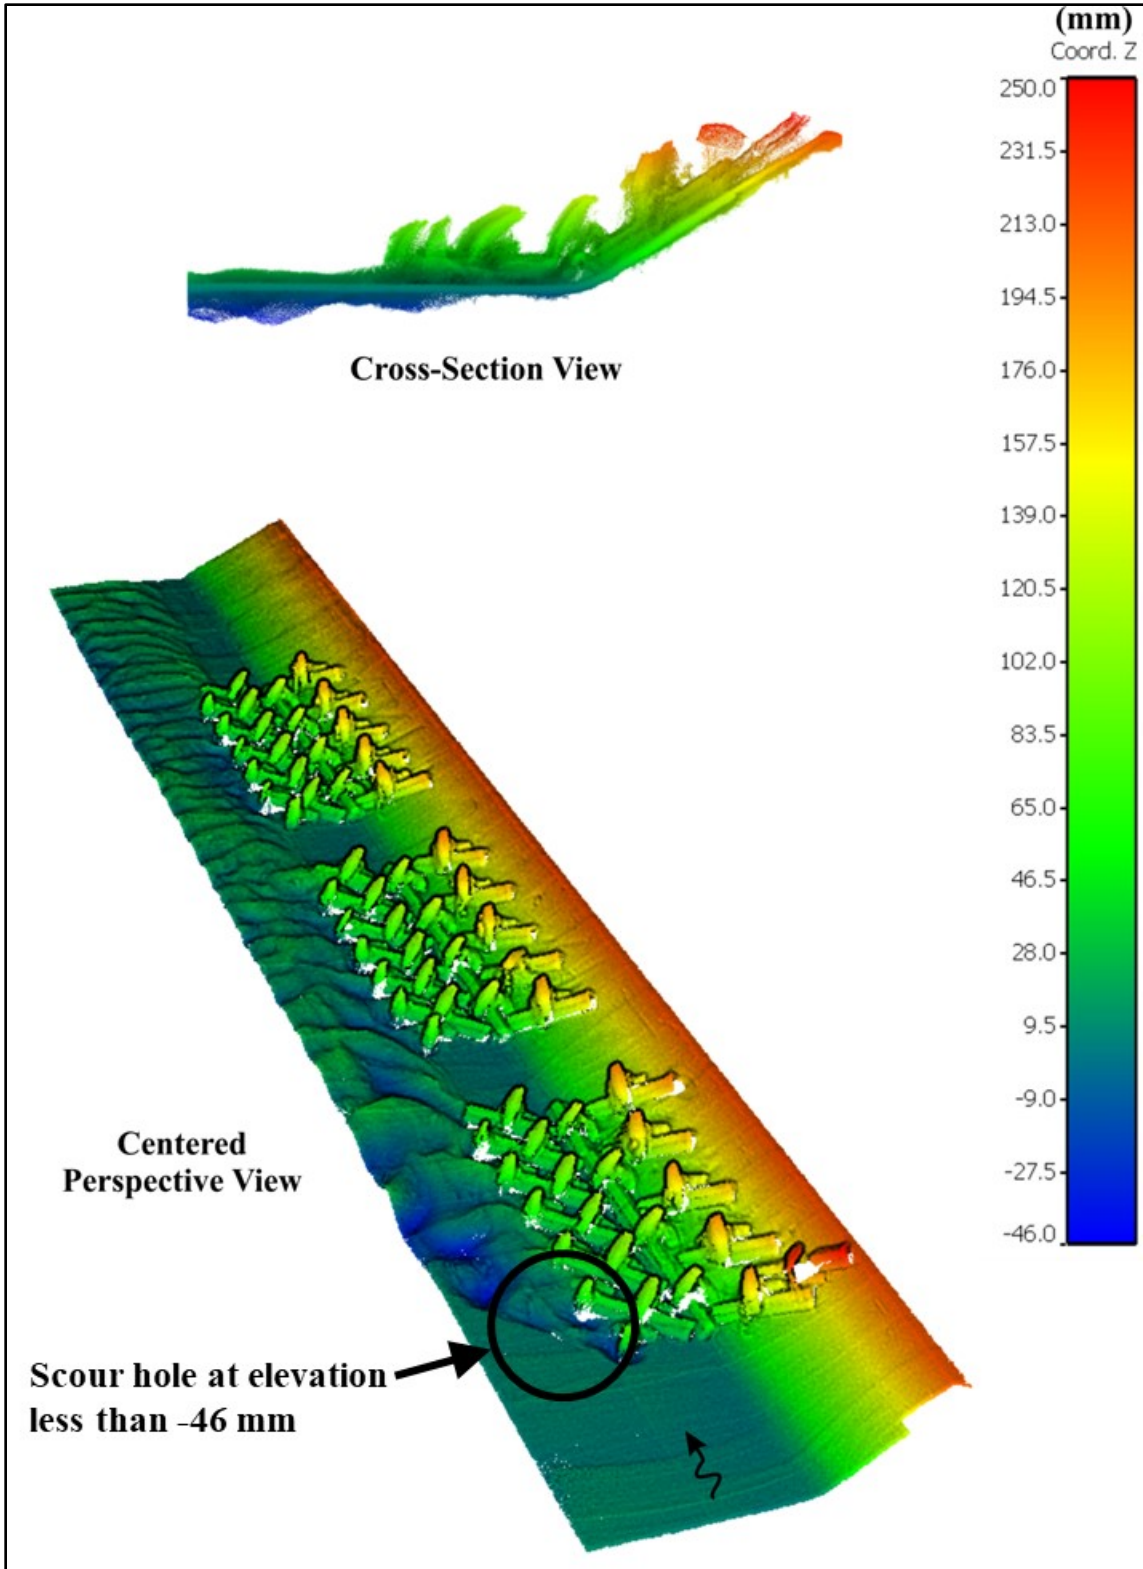 (mm)
Coord. Z
250.0
231.5
213.0
194.5
176.0
157.5
139.0
120.5
102.0
83.5
65.0
46.5
28.0
9.5
-9.0
-27.5
-46.0
Cross-Section View
Centered
Perspective View
Scour hole at elevation
less than -46 mm